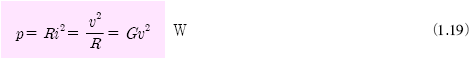 p = Ri² = v²/R = Gv² W (1.19)